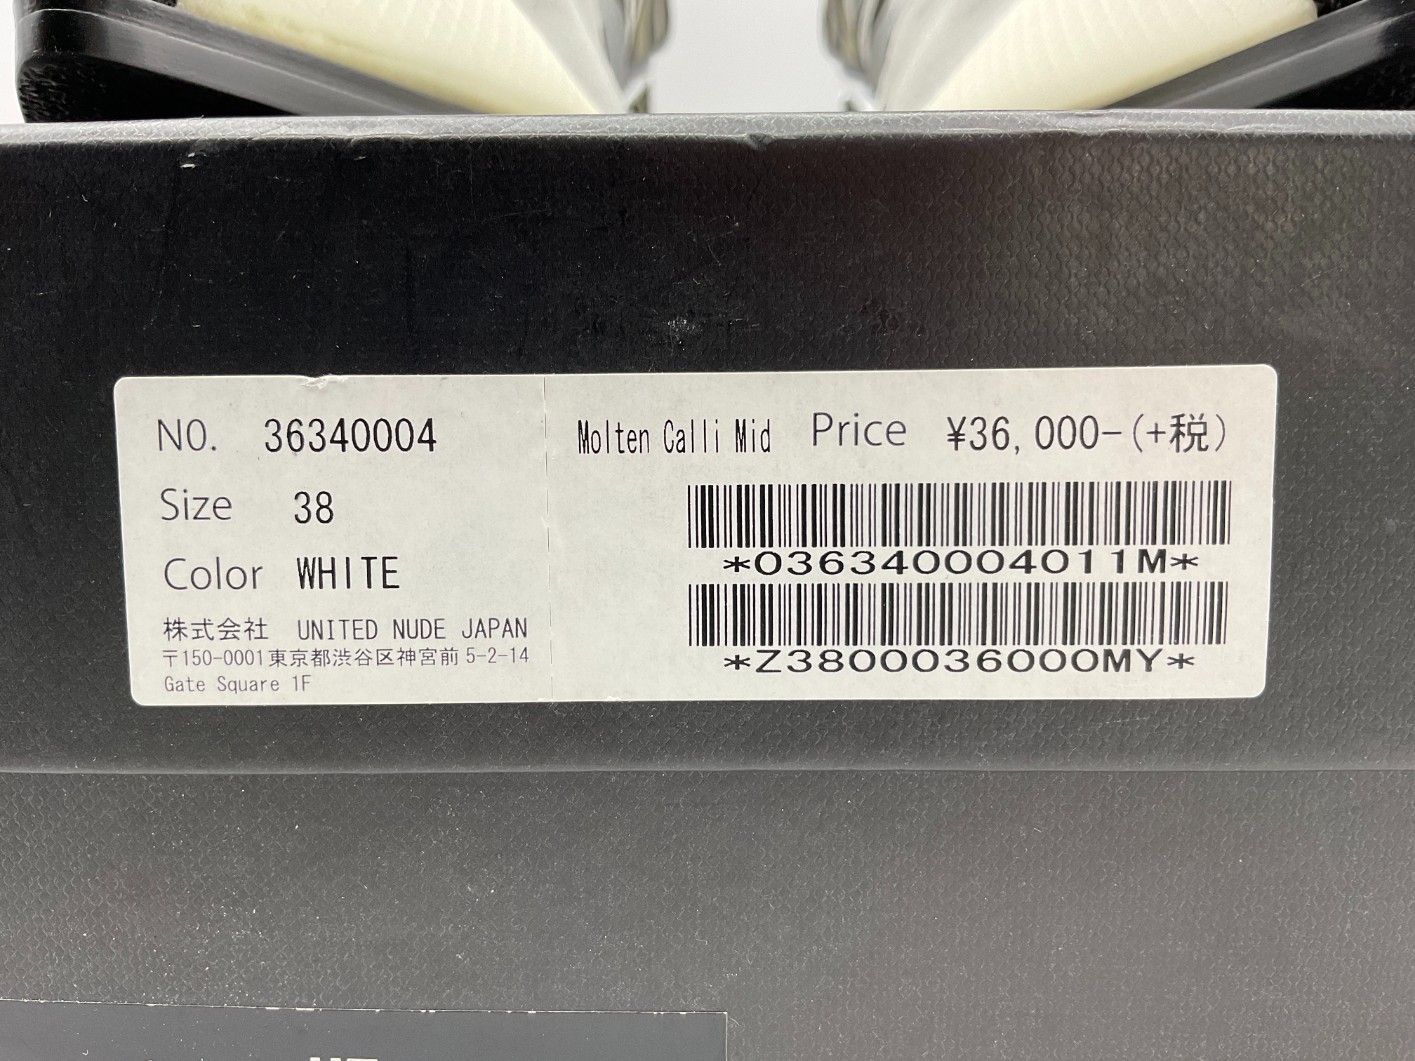 NO. 36340004
Size 38
Color WHITE
株式会社 UNITED NUDE JAPAN
〒150-0001東京都渋谷区神宮前 5-2-14
Gate Square 1F
Molten Calli Mid Price ¥36,000-(+税)
*036340004011M*
*Z3800036000MY*